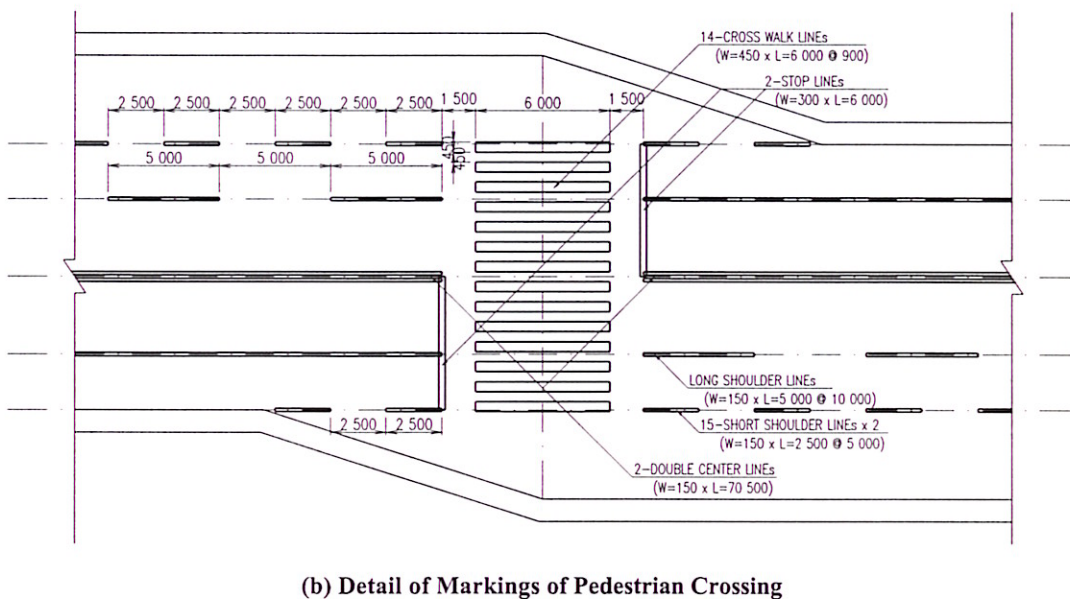 14-CROSS WALK LINEs
(W=450 x L=6 000 @ 900)
2-STOP LINEs
(W=300 x L=6 000)
2 500 2 500 2 500 2 500 2 500 2 500 1 500 6 000 1 500
450
450
5 000 5 000 5 000
LONG SHOULDER LINEs
(W=150 x L=5 000 @ 10 000)
15-SHORT SHOULDER LINEs x 2
(W=150 x L=2 500 @ 5 000)
2 500 2 500
2-DOUBLE CENTER LINEs
(W=150 x L=70 500)
(b) Detail of Markings of Pedestrian Crossing